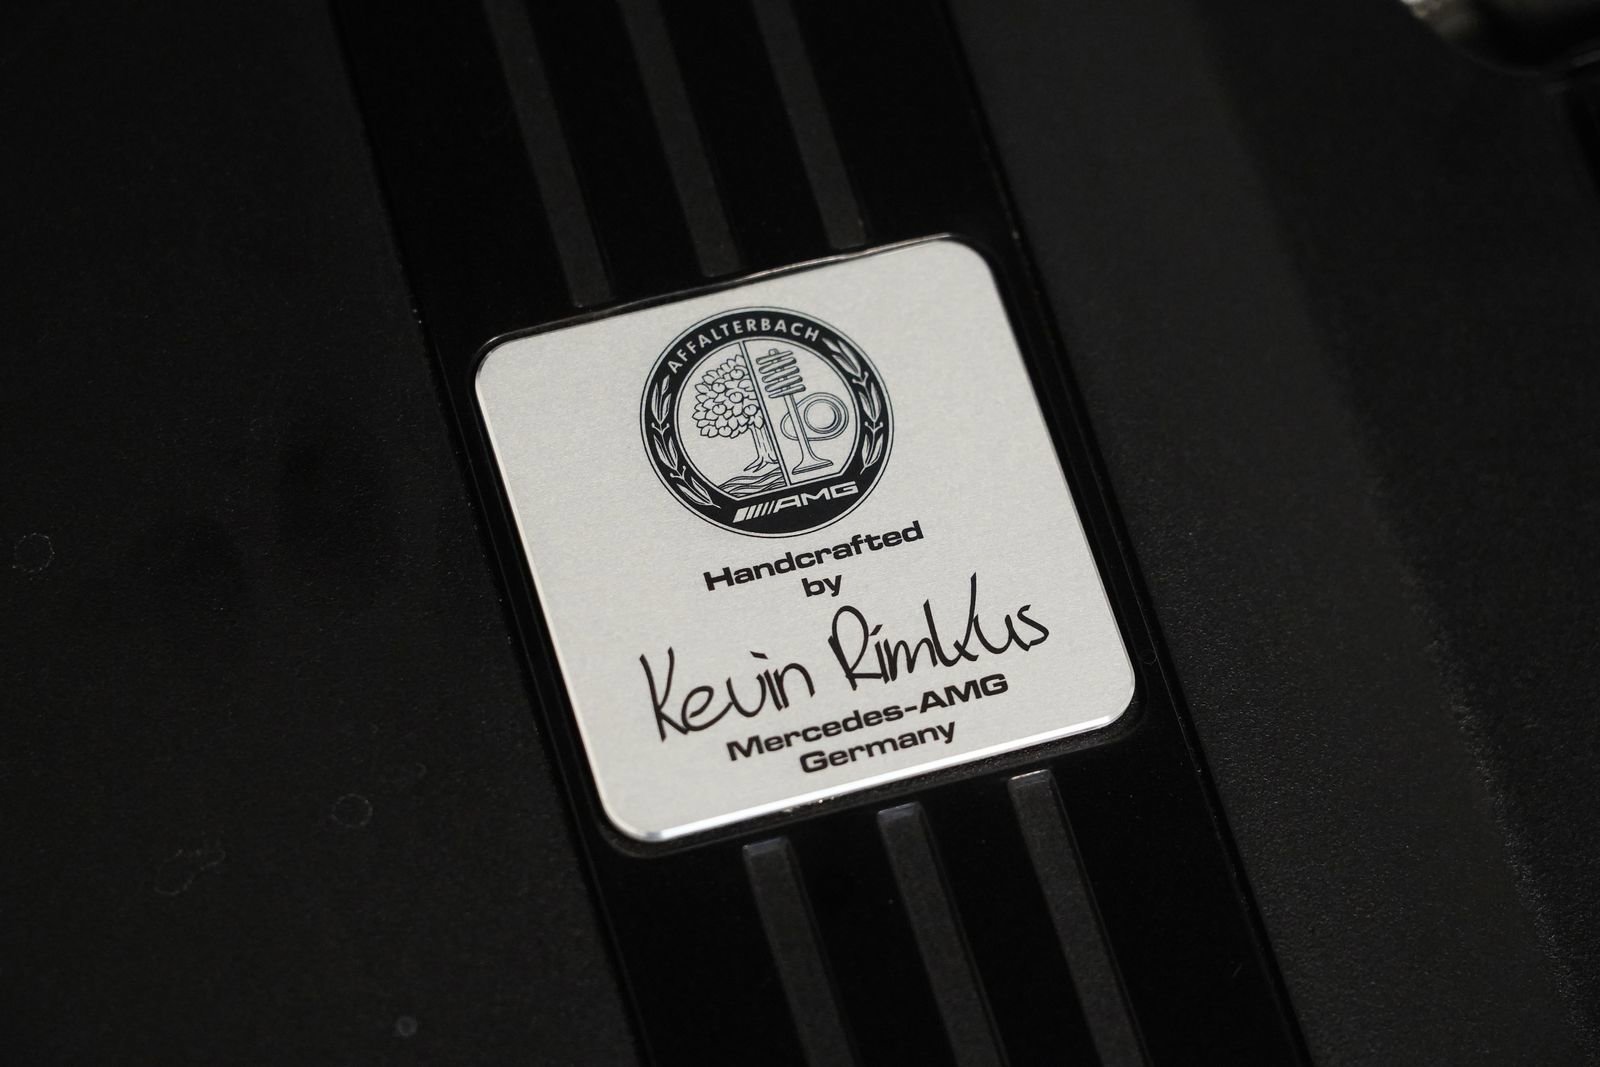 AFFALTERBACH
AMG
Handcrafted
by
Kevin Rimkus
Mercedes-AMG
Germany